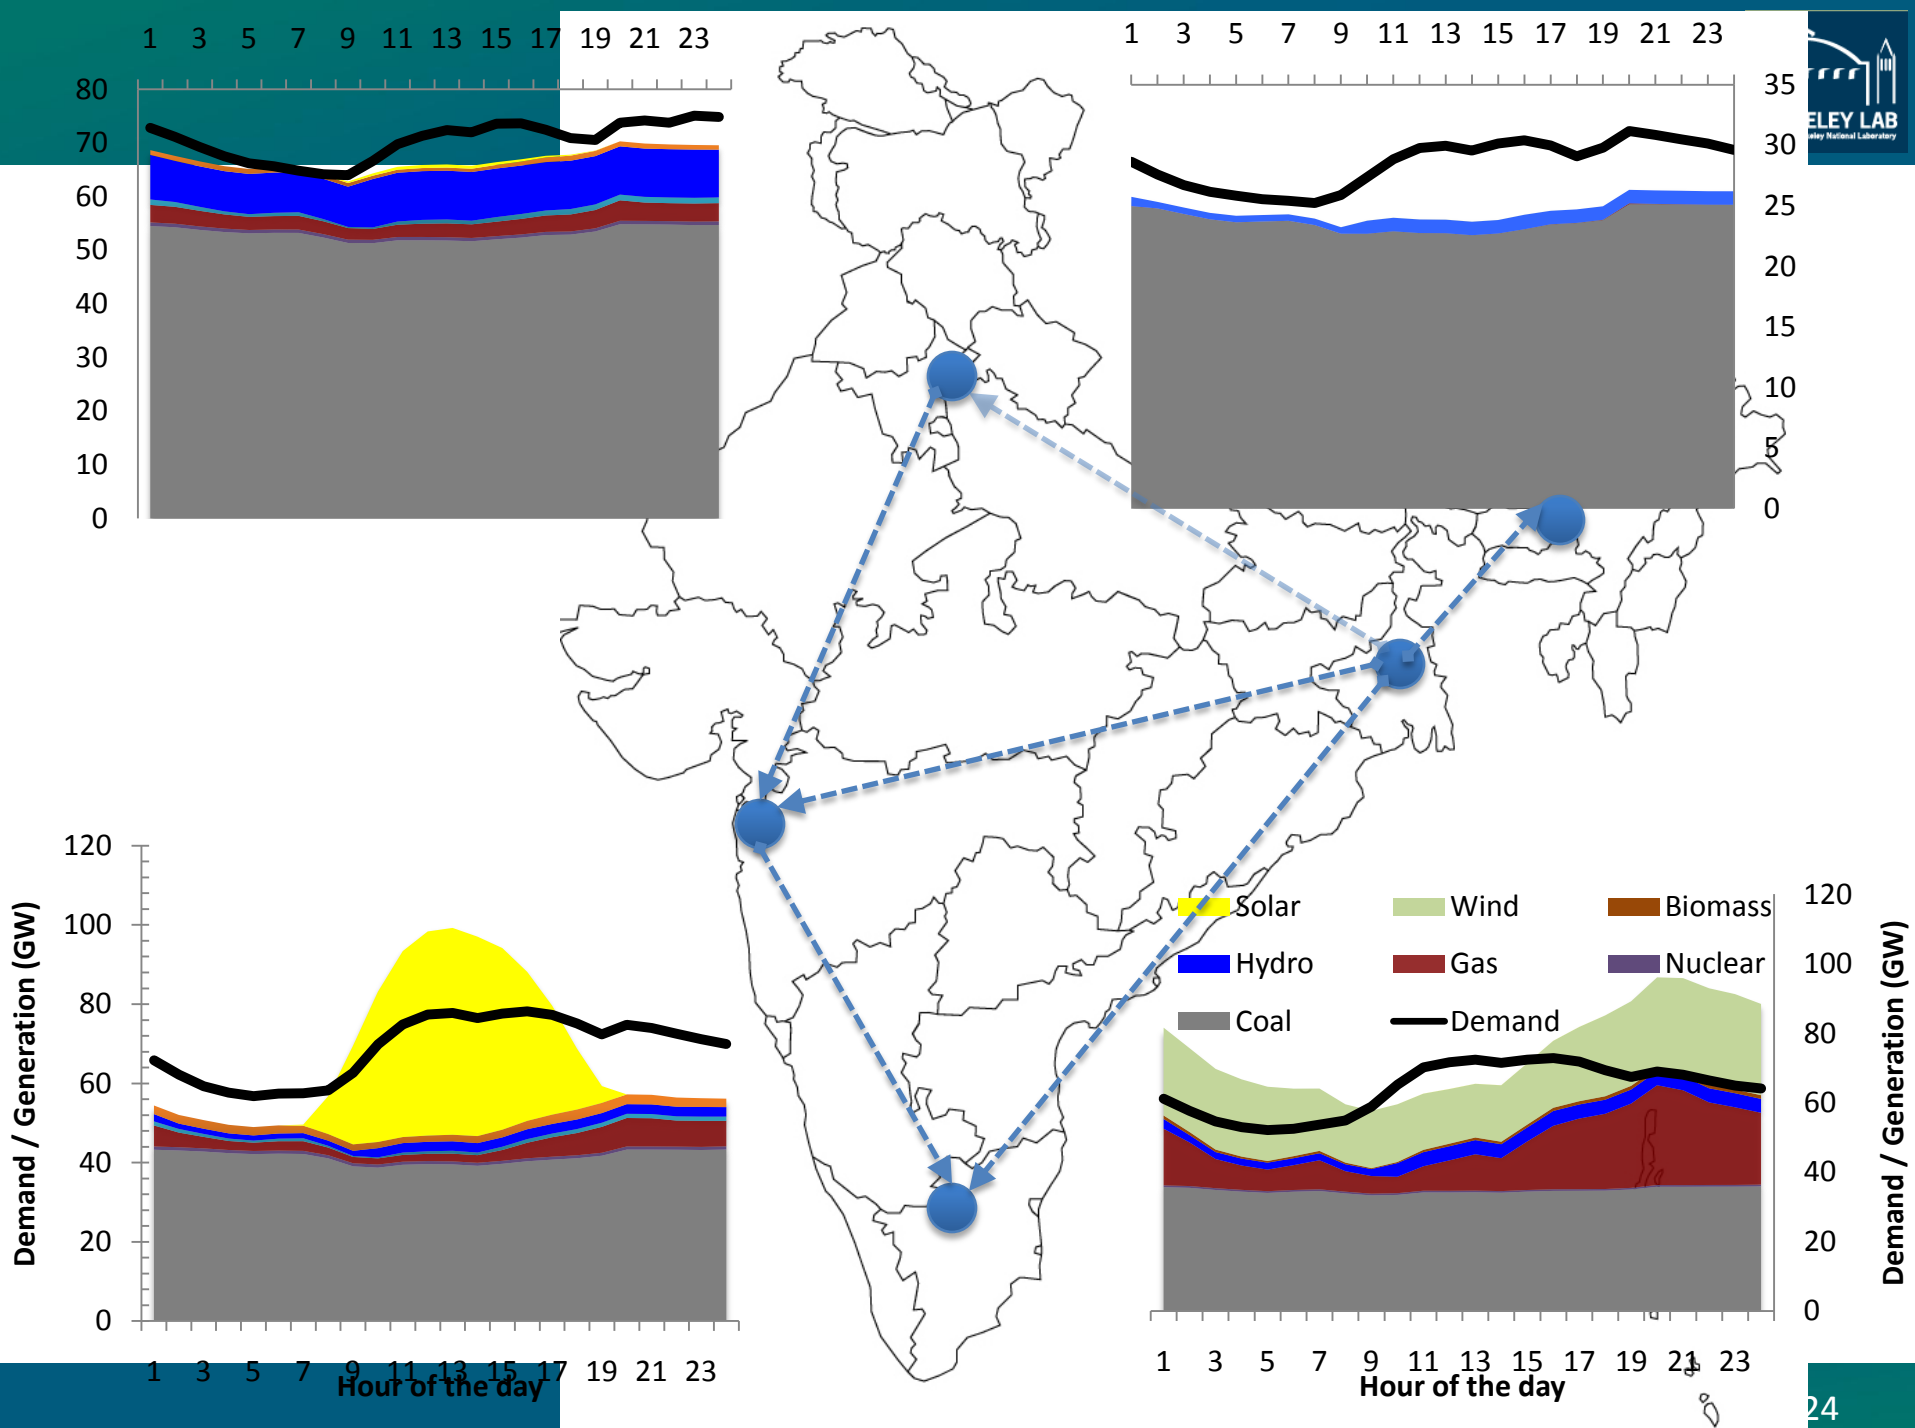 1 3 5 7 9 11 13 15 17 19 21 23
80
70
60
50
40
30
20
10
0
1 3 5 7 9 11 13 15 17 19 21 23
35
30
25
20
15
10
5
0
ELEY LAB
eley National Laboratory
Demand / Generation (GW)
120
100
80
60
40
20
0
1 3 5 7 9 11 13 15 17 19 21 23
Hour of the day
Solar Wind Biomass
Hydro Gas Nuclear
Coal Demand
120
100
80
60
40
20
0
Demand / Generation (GW)
1 3 5 7 9 11 13 15 17 19 21 23
Hour of the day
24